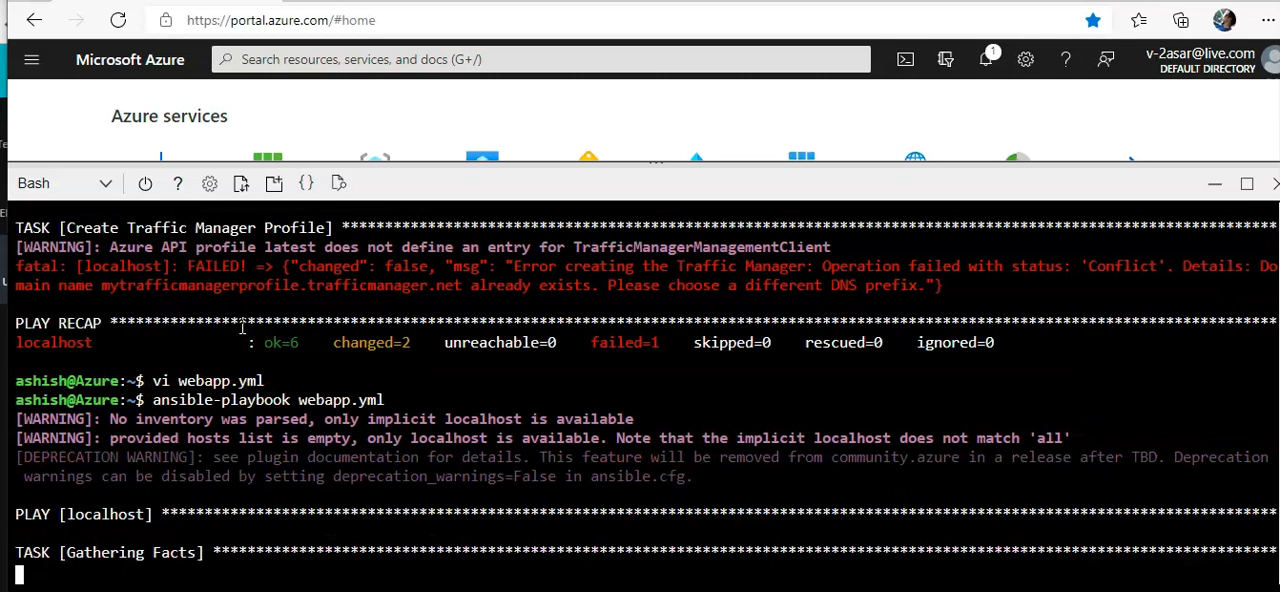 https://portal.azure.com/#home
Microsoft Azure
Search resources, services, and docs (G+/)
1
v-2asar@live.com
DEFAULT DIRECTORY
Azure services
Bash
TASK [Create Traffic Manager Profile] ****************************************************************************************************************************
[WARNING]: Azure API profile latest does not define an entry for TrafficManagerManagementClient
fatal: [localhost]: FAILED! => {"changed": false, "msg": "Error creating the Traffic Manager: Operation failed with status: 'Conflict'. Details: Do
main name mytrafficmanagerprofile.trafficmanager.net already exists. Please choose a different DNS prefix."}
PLAY RECAP *******************************************************************************************************************************************************
localhost : ok=6 changed=2 unreachable=0 failed=1 skipped=0 rescued=0 ignored=0
ashish@Azure:~$ vi webapp.yml
ashish@Azure:~$ ansible-playbook webapp.yml
[WARNING]: No inventory was parsed, only implicit localhost is available
[WARNING]: provided hosts list is empty, only localhost is available. Note that the implicit localhost does not match 'all'
[DEPRECATION WARNING]: see plugin documentation for details. This feature will be removed from community.azure in a release after TBD. Deprecation
warnings can be disabled by setting deprecation_warnings=False in ansible.cfg.
PLAY [localhost] *************************************************************************************************************************************************
TASK [Gathering Facts] *******************************************************************************************************************************************